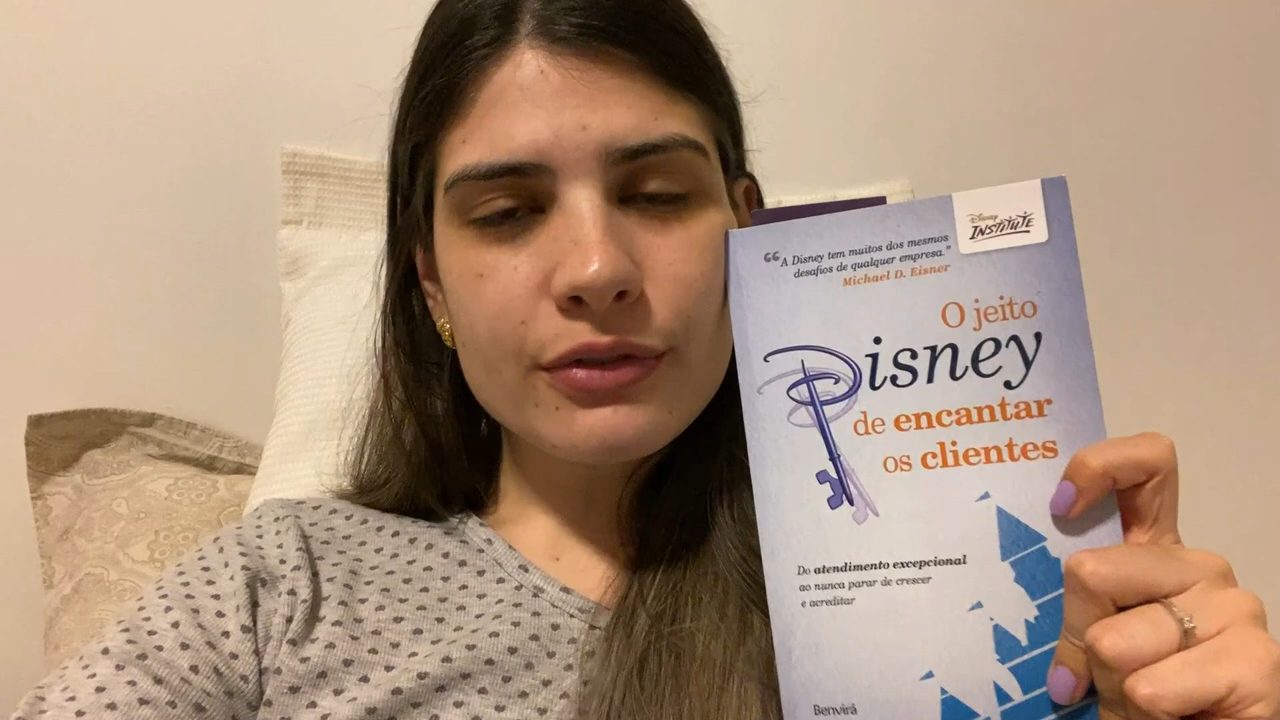 Disney
INSTITUTE
“A Disney tem muitos dos mesmos
desafios de qualquer empresa.”
Michael D. Eisner
O jeito
Disney
de encantar
os clientes
Do atendimento excepcional
ao nunca parar de crescer
e acreditar
Benvirá